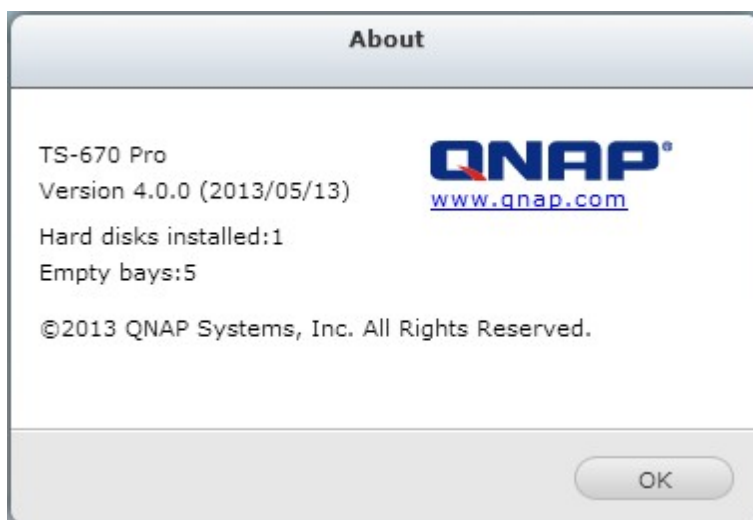 About
TS-670 Pro
Version 4.0.0 (2013/05/13)
QNAP®
www.qnap.com
Hard disks installed:1
Empty bays:5
©2013 QNAP Systems, Inc. All Rights Reserved.
OK